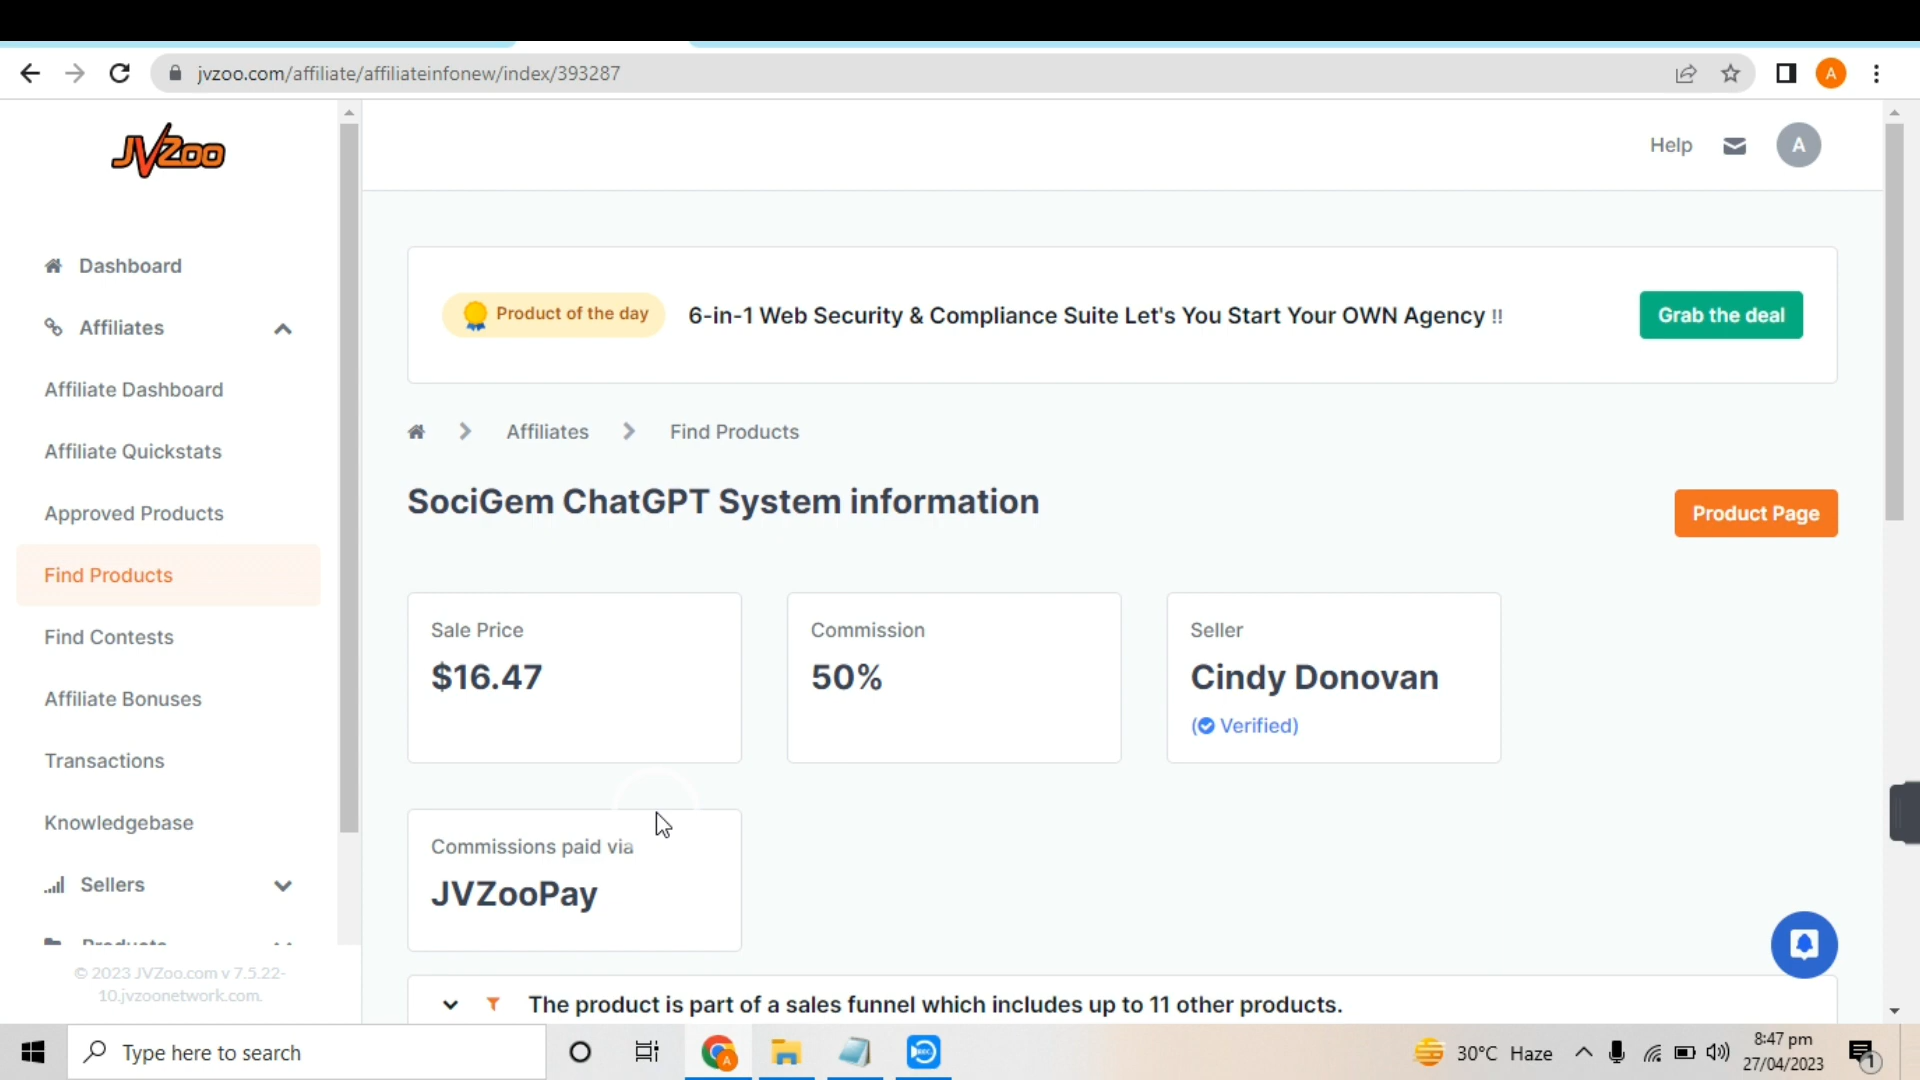 jvzoo.com/affiliate/affiliateinfonew/index/393287
A
JVZoo
Help
A
Dashboard
Affiliates
Affiliate Dashboard
Affiliate Quickstats
Approved Products
Find Products
Find Contests
Affiliate Bonuses
Transactions
Knowledgebase
Sellers
Products
© 2023 JVZoo.com v 7.5.22-
10.jvzoonetwork.com.
Product of the day
6-in-1 Web Security & Compliance Suite Let's You Start Your OWN Agency !!
Grab the deal
Affiliates
Find Products
SociGem ChatGPT System information
Product Page
Sale Price
$16.47
Commission
50%
Seller
Cindy Donovan
(Verified)
Commissions paid via
JVZooPay
The product is part of a sales funnel which includes up to 11 other products.
Type here to search
A
REC
30°C Haze
8:47 pm
27/04/2023
1